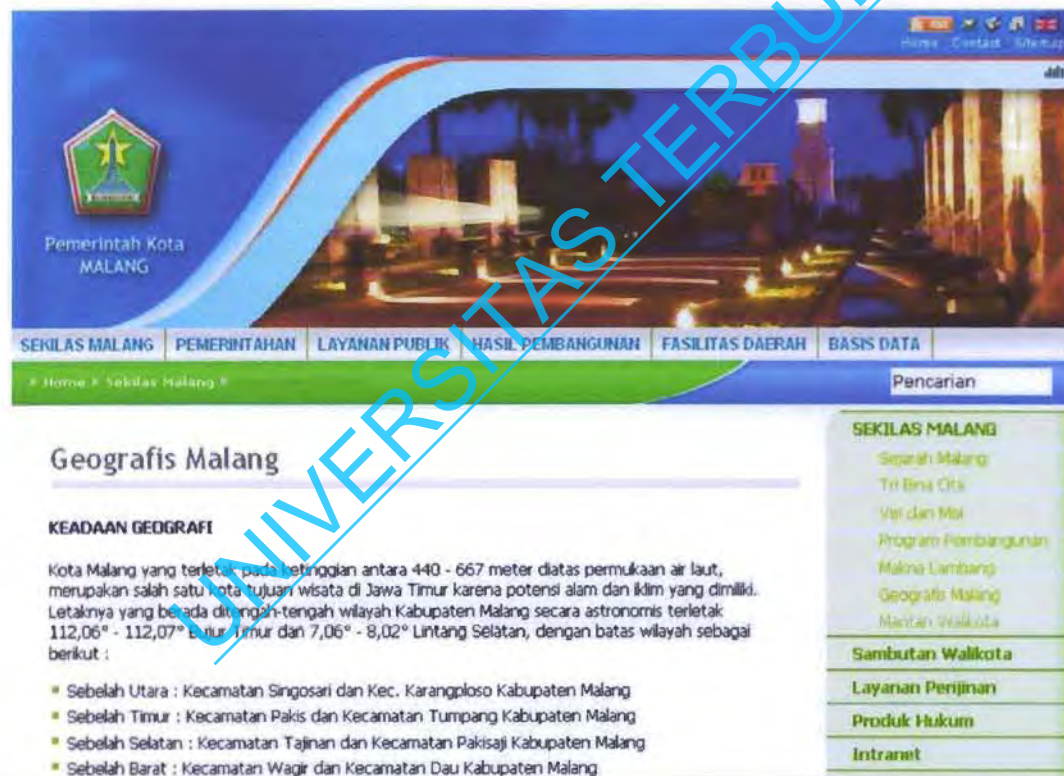 Home Contact Sitemap
Pemerintah Kota
MALANG
SEKILAS MALANG PEMERINTAHAN LAYANAN PUBLIK HASIL PEMBANGUNAN FASILITAS DAERAH BASIS DATA
Home Sekilas Malang
Pencarian
Geografis Malang
KEADAAN GEOGRAFI
Kota Malang yang terletak pada ketinggian antara 440 - 667 meter diatas permukaan air laut,
merupakan salah satu kota tujuan wisata di Jawa Timur karena potensi alam dan iklim yang dimiliki.
Letaknya yang berada ditengah-tengah wilayah Kabupaten Malang secara astronomis terletak
112,06° - 112,07° Bujur Timur dan 7,06° - 8,02° Lintang Selatan, dengan batas wilayah sebagai
berikut :
Sebelah Utara : Kecamatan Singosari dan Kec. Karangploso Kabupaten Malang
Sebelah Timur : Kecamatan Pakis dan Kecamatan Tumpang Kabupaten Malang
Sebelah Selatan : Kecamatan Tajinan dan Kecamatan Pakisaji Kabupaten Malang
Sebelah Barat : Kecamatan Wagir dan Kecamatan Dau Kabupaten Malang
SEKILAS MALANG
Sejarah Malang
Tri Bina Cita
Visi dan Misi
Program Pembangunan
Makna Lambang
Geografis Malang
Mantan Walikota
Sambutan Walikota
Layanan Perijinan
Produk Hukum
Intranet
UNIVERSITAS TERBU